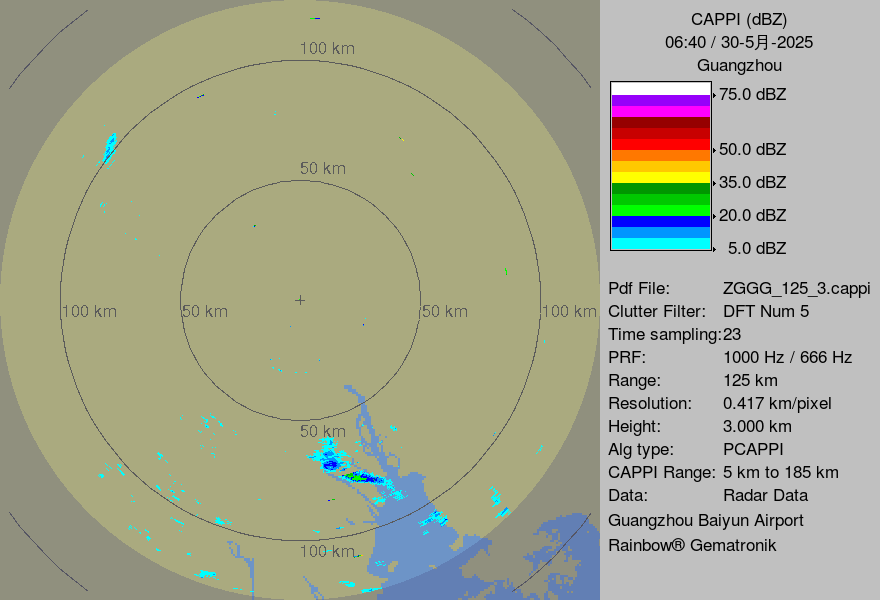 CAPPI (dBZ)
06:40 / 30-5月-2025
Guangzhou
75.0 dBZ
50.0 dBZ
35.0 dBZ
20.0 dBZ
5.0 dBZ
100 km
50 km
100 km
50 km
50 km
100 km
50 km
100 km
Pdf File: ZGGG_125_3.cappi
Clutter Filter: DFT Num 5
Time sampling: 23
PRF: 1000 Hz / 666 Hz
Range: 125 km
Resolution: 0.417 km/pixel
Height: 3.000 km
Alg type: PCAPPI
CAPPI Range: 5 km to 185 km
Data: Radar Data
Guangzhou Baiyun Airport
Rainbow® Gematronik